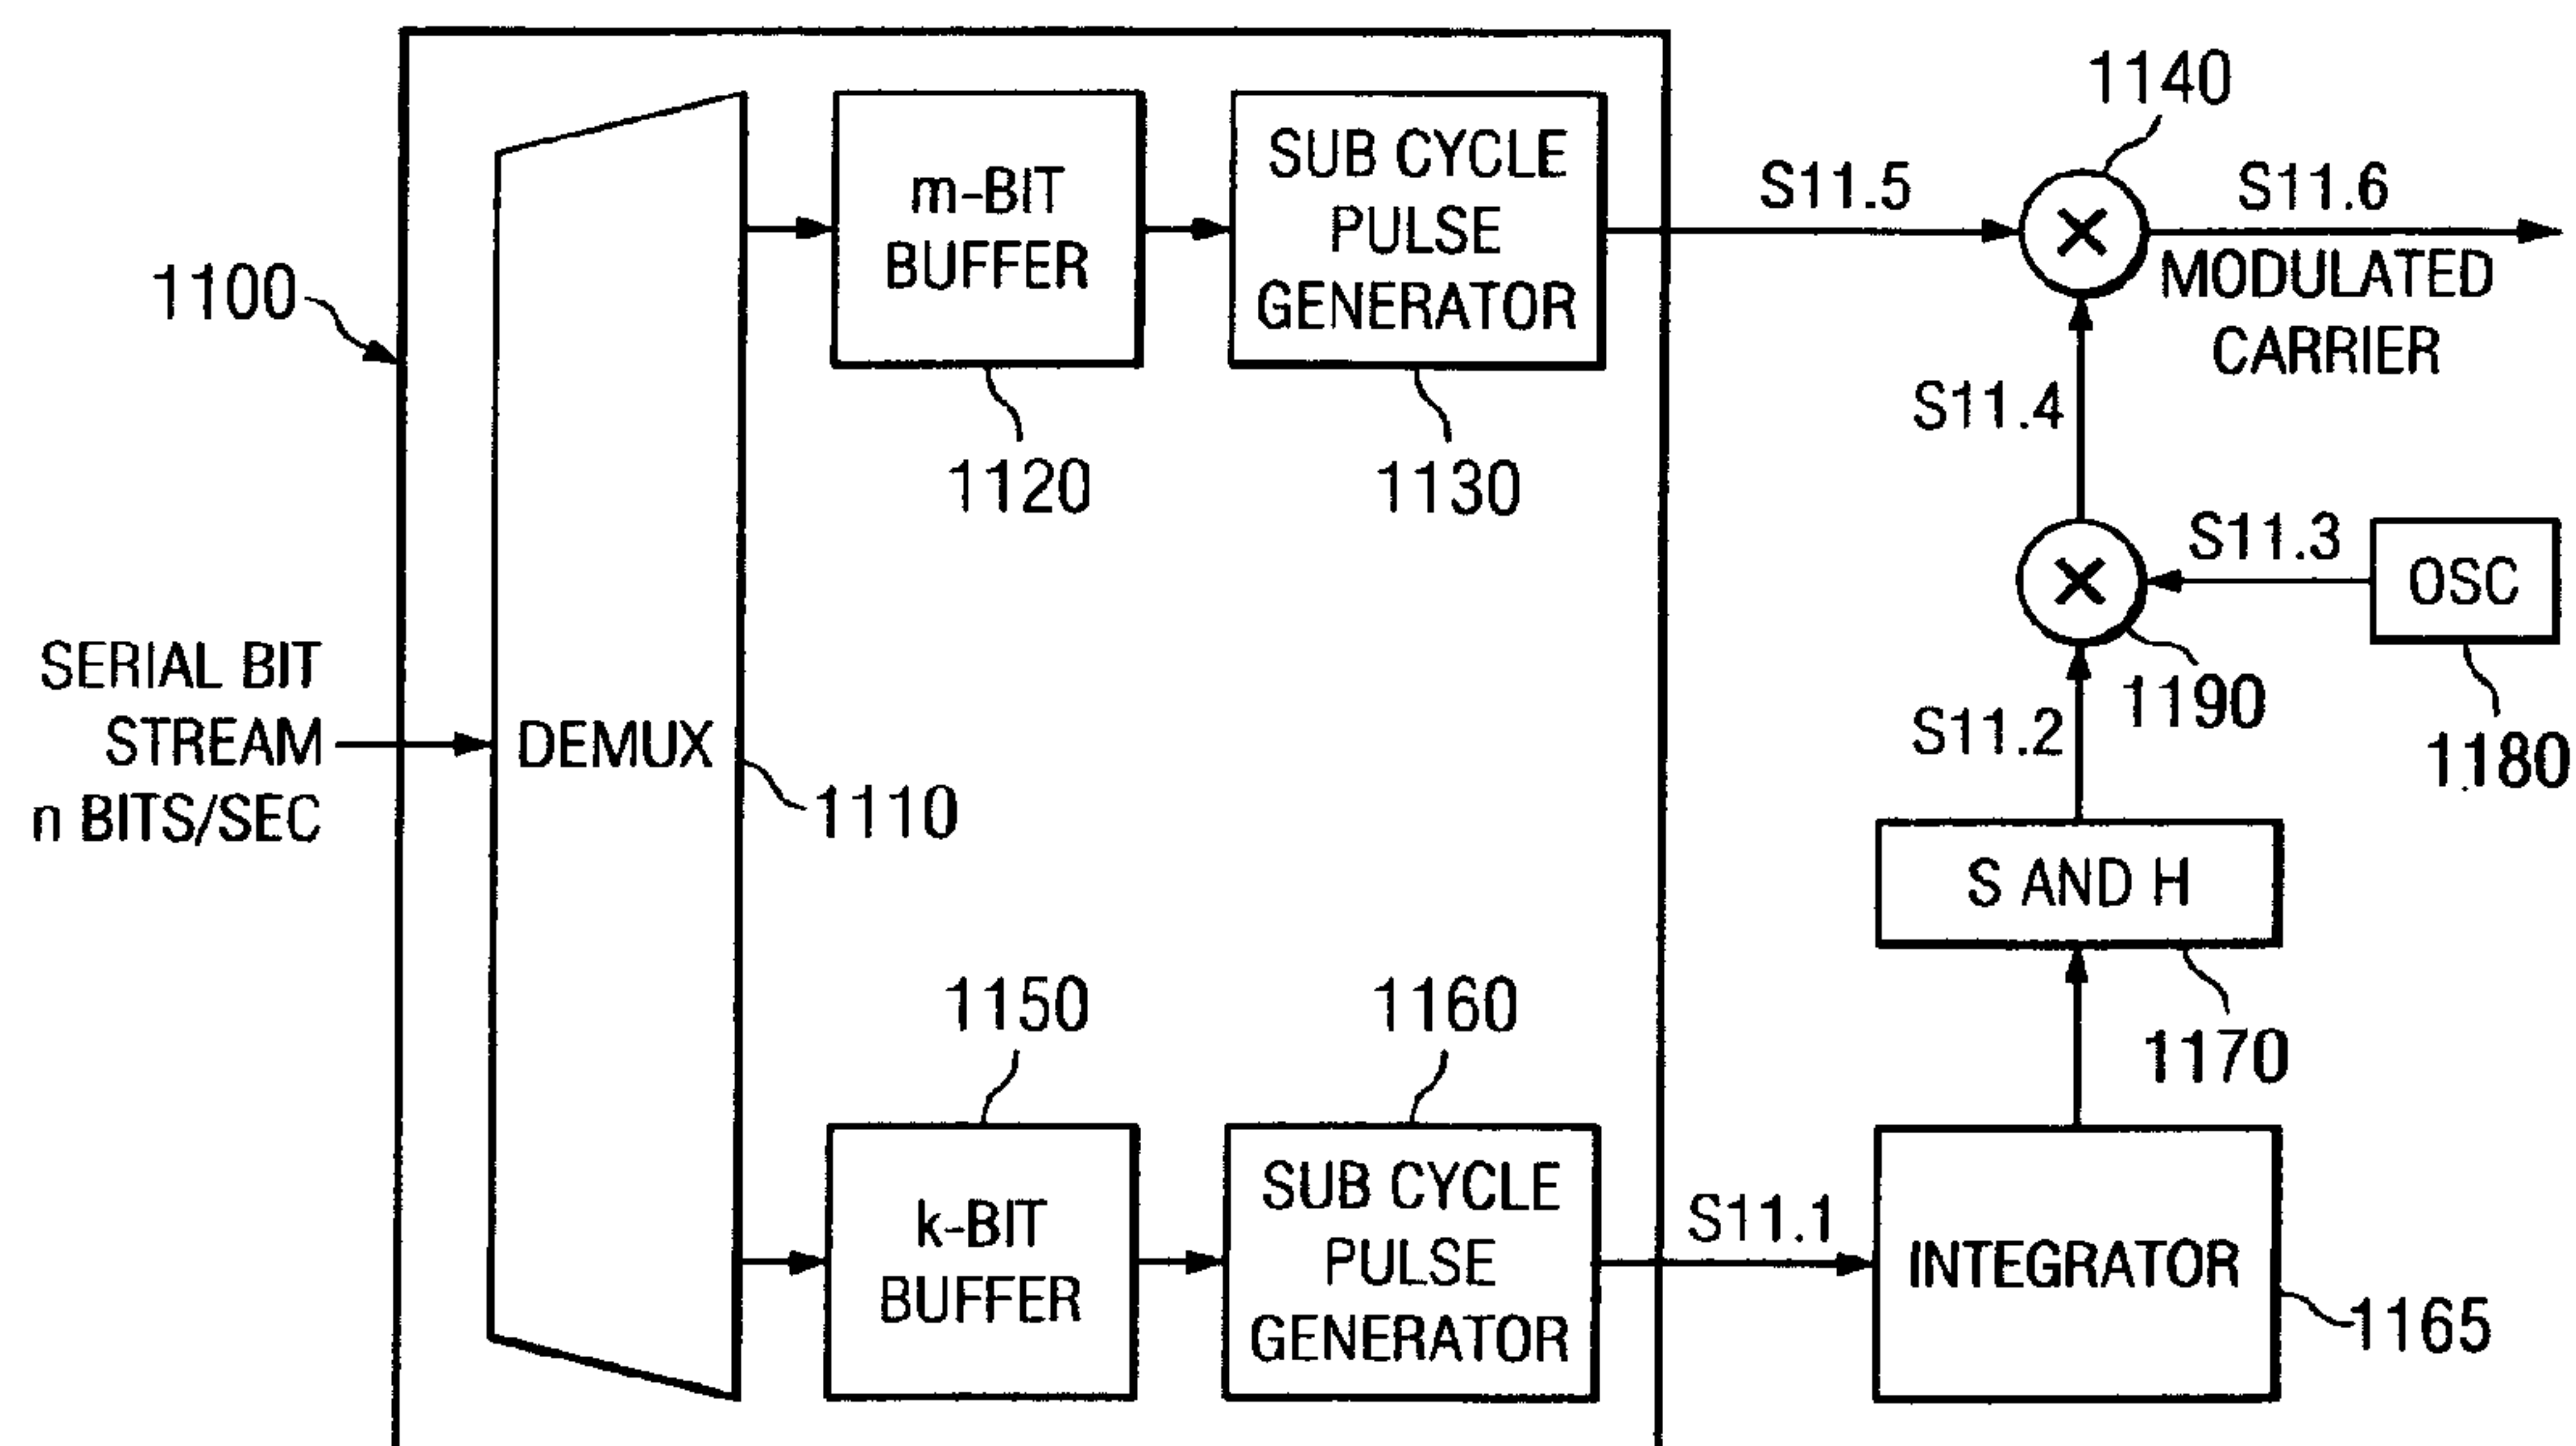 1140
SUB CYCLE
PULSE
GENERATOR
m-BIT
BUFFER
S11.5
S11.6
MODULATED
CARRIER
1100
1120
1130
S11.4
S11.3
OSC
SERIAL BIT
STREAM
n BITS/SEC
DEMUX
1110
1190
1180
S11.2
S AND H
1170
1150
1160
k-BIT
BUFFER
SUB CYCLE
PULSE
GENERATOR
S11.1
INTEGRATOR
1165